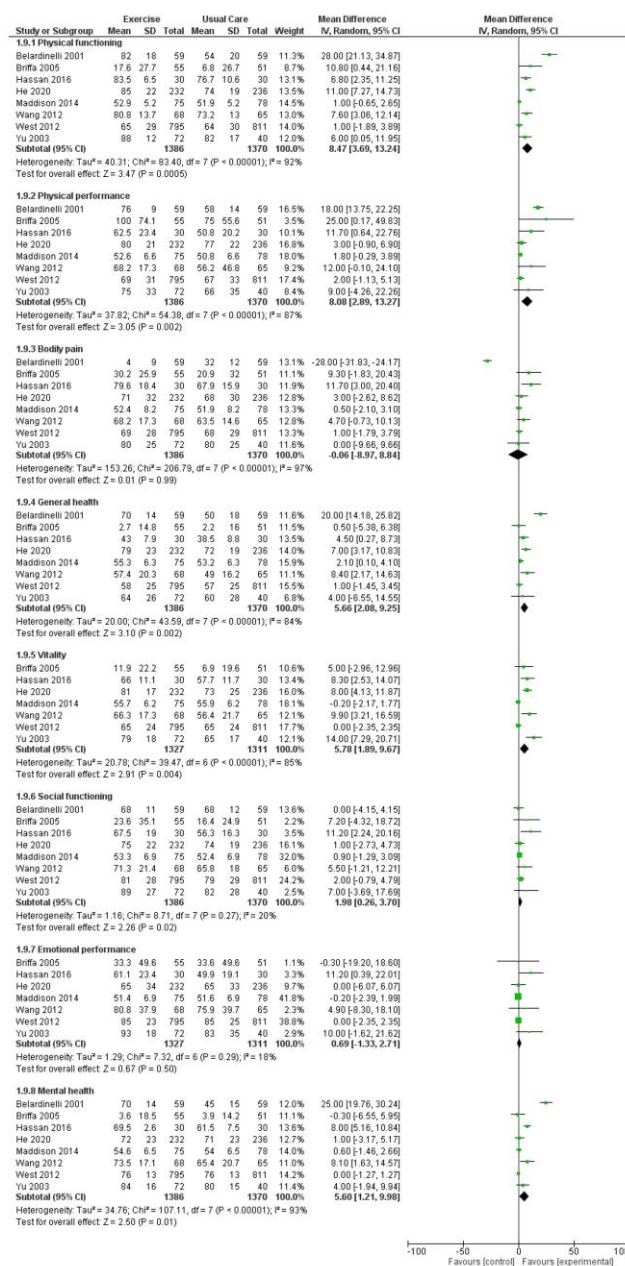 Exercise Usual Care Mean Difference Mean Difference
Study or Subgroup Mean SD Total Mean SD Total Weight IV, Random, 95% CI IV, Random, 95% CI
1.9.1 Physical functioning
Belardinelli 2001 82 18 59 54 20 59 11.3% 28.00 [21.13, 34.87]
Briffa 2005 17.6 27.7 55 6.8 26.7 51 8.7% 10.80 [0.44, 21.16]
Hassan 2016 83.5 6.5 30 76.7 10.6 30 13.2% 6.80 [2.35, 11.25]
He 2020 85 22 232 74 19 236 13.7% 11.00 [7.27, 14.73]
Maddison 2014 52.9 5.2 75 51.9 5.2 78 14.8% 1.00 [-0.65, 2.65]
Wang 2012 80.8 13.7 68 73.2 13 65 13.1% 7.60 [3.06, 12.14]
West 2012 65 29 795 64 30 811 14.2% 1.00 [-1.89, 3.89]
Yu 2003 88 12 72 82 17 40 11.9% 6.00 [0.05, 11.95]
Subtotal (95% CI) 1386 1370 100.0% 8.47 [3.69, 13.24]
Heterogeneity: Tau² = 40.31; Chi² = 83.40, df = 7 (P < 0.00001); I² = 92%
Test for overall effect: Z = 3.47 (P = 0.0005)
1.9.2 Physical performance
Belardinelli 2001 76 9 59 58 14 59 16.5% 18.00 [13.75, 22.25]
Briffa 2005 100 74.1 55 75 55.6 51 3.5% 25.00 [0.17, 49.83]
Hassan 2016 62.5 23.4 30 50.8 20.2 30 10.1% 11.70 [0.64, 22.76]
He 2020 80 21 232 77 22 236 16.8% 3.00 [-0.90, 6.90]
Maddison 2014 52.6 6.6 75 50.8 6.6 78 17.9% 1.80 [-0.29, 3.89]
Wang 2012 68.2 17.3 68 56.2 46.8 65 9.2% 12.00 [-0.10, 24.10]
West 2012 69 31 795 67 33 811 17.4% 2.00 [-1.13, 5.13]
Yu 2003 75 33 72 66 35 40 8.5% 9.00 [-4.26, 22.26]
Subtotal (95% CI) 1386 1370 100.0% 8.08 [2.89, 13.27]
Heterogeneity: Tau² = 37.82; Chi² = 54.38, df = 7 (P < 0.00001); I² = 87%
Test for overall effect: Z = 3.05 (P = 0.002)
1.9.3 Bodily pain
Belardinelli 2001 4 9 59 32 12 59 13.1% -28.00 [-31.83, -24.17]
Briffa 2005 30.2 25.9 55 20.9 32 51 11.1% 9.30 [-1.83, 20.43]
Hassan 2016 79.6 18.4 30 67.9 15.9 30 11.9% 11.70 [3.00, 20.40]
He 2020 71 32 232 68 30 236 12.8% 3.00 [-2.62, 8.62]
Maddison 2014 52.4 8.2 75 51.9 8.2 78 13.3% 0.50 [-2.10, 3.10]
Wang 2012 68.2 17.3 68 63.5 14.6 65 12.8% 4.70 [-0.73, 10.13]
West 2012 69 28 795 68 29 811 13.3% 1.00 [-1.79, 3.79]
Yu 2003 80 25 72 80 25 40 11.6% 0.00 [-9.66, 9.66]
Subtotal (95% CI) 1386 1370 100.0% -0.06 [-8.97, 8.84]
Heterogeneity: Tau² = 153.26; Chi² = 206.79, df = 7 (P < 0.00001); I² = 97%
Test for overall effect: Z = 0.01 (P = 0.99)
1.9.4 General health
Belardinelli 2001 70 14 59 50 18 59 11.6% 20.00 [14.18, 25.82]
Briffa 2005 2.7 14.8 55 2.2 16 51 11.5% 0.50 [-5.38, 6.38]
Hassan 2016 43 7.9 30 38.5 8.8 30 13.5% 4.50 [0.27, 8.73]
He 2020 79 23 232 72 19 236 14.0% 7.00 [3.17, 10.83]
Maddison 2014 55.3 6.3 75 53.2 6.3 78 15.9% 2.10 [0.10, 4.10]
Wang 2012 57.4 20.3 68 49 16.2 65 11.1% 8.40 [2.17, 14.63]
West 2012 58 25 795 57 25 811 15.5% 1.00 [-1.45, 3.45]
Yu 2003 64 26 72 60 28 40 6.8% 4.00 [-6.55, 14.55]
Subtotal (95% CI) 1386 1370 100.0% 5.66 [2.08, 9.25]
Heterogeneity: Tau² = 20.00; Chi² = 43.59, df = 7 (P < 0.00001); I² = 84%
Test for overall effect: Z = 3.10 (P = 0.002)
1.9.5 Vitality
Briffa 2005 11.9 22.2 55 6.9 19.6 51 10.6% 5.00 [-2.96, 12.96]
Hassan 2016 66 11.1 30 57.7 11.7 30 13.4% 8.30 [2.53, 14.07]
He 2020 81 17 232 73 25 236 15.9% 8.00 [4.13, 11.87]
Maddison 2014 55.7 6.2 75 55.9 6.2 78 17.9% -0.20 [-2.17, 1.77]
Wang 2012 66.3 17.3 68 56.4 21.7 65 12.5% 9.90 [3.21, 16.59]
West 2012 65 24 795 65 24 811 17.6% 0.00 [-2.35, 2.35]
Yu 2003 79 18 72 65 17 40 12.4% 14.00 [7.29, 20.71]
Subtotal (95% CI) 1327 1311 100.0% 5.78 [1.89, 9.67]
Heterogeneity: Tau² = 20.78; Chi² = 39.47, df = 6 (P < 0.00001); I² = 85%
Test for overall effect: Z = 2.91 (P = 0.004)
1.9.6 Social functioning
Belardinelli 2001 68 11 59 68 12 59 13.6% 0.00 [-4.15, 4.15]
Briffa 2005 23.6 35.1 55 16.4 24.9 51 2.2% 7.20 [-4.32, 18.72]
Hassan 2016 67.5 19 30 56.3 16.3 30 3.5% 11.20 [2.24, 20.16]
He 2020 75 22 232 74 19 236 16.1% 1.00 [-2.73, 4.73]
Maddison 2014 53.3 6.9 75 52.4 6.9 78 32.0% 0.90 [-1.29, 3.09]
Wang 2012 71.3 21.4 68 65.8 18 65 6.0% 5.50 [-1.21, 12.21]
West 2012 81 28 795 79 29 811 24.2% 2.00 [-0.79, 4.79]
Yu 2003 89 27 72 82 28 40 2.5% 7.00 [-3.69, 17.69]
Subtotal (95% CI) 1386 1370 100.0% 1.98 [0.26, 3.70]
Heterogeneity: Tau² = 1.16; Chi² = 8.71, df = 7 (P = 0.27); I² = 20%
Test for overall effect: Z = 2.26 (P = 0.02)
1.9.7 Emotional performance
Briffa 2005 33.3 49.6 55 33.6 49.6 51 1.1% -0.30 [-19.20, 18.60]
Hassan 2016 61.1 23.4 30 49.9 19.1 30 3.3% 11.20 [0.39, 22.01]
He 2020 65 34 232 65 33 236 9.6% 0.00 [-6.07, 6.07]
Maddison 2014 51.4 6.9 75 51.6 6.9 78 41.8% -0.20 [-2.39, 1.99]
Wang 2012 80.8 37.9 68 75.9 39.7 65 2.3% 4.90 [-8.30, 18.10]
West 2012 85 23 795 85 25 811 38.8% 0.00 [-2.35, 2.35]
Yu 2003 93 18 72 83 35 40 3.0% 10.00 [-1.62, 21.62]
Subtotal (95% CI) 1327 1311 100.0% 0.69 [-1.33, 2.71]
Heterogeneity: Tau² = 1.29; Chi² = 7.32, df = 6 (P = 0.29); I² = 18%
Test for overall effect: Z = 0.67 (P = 0.50)
1.9.8 Mental health
Belardinelli 2001 70 14 59 45 15 59 12.0% 25.00 [19.76, 30.24]
Briffa 2005 3.6 18.5 55 3.9 14.2 51 11.1% -0.30 [-6.55, 5.95]
Hassan 2016 69.5 2.6 30 61.5 7.5 30 13.7% 8.00 [5.16, 10.84]
He 2020 72 23 232 71 23 236 12.8% 1.00 [-3.17, 5.17]
Maddison 2014 54.6 6.5 75 54 6.5 78 14.1% 0.60 [-1.46, 2.66]
Wang 2012 73.5 17.1 68 65.4 20.7 65 10.9% 8.10 [1.63, 14.57]
West 2012 76 13 795 76 13 811 14.3% 0.00 [-1.27, 1.27]
Yu 2003 84 16 72 80 15 40 11.3% 4.00 [-1.94, 9.94]
Subtotal (95% CI) 1386 1370 100.0% 5.60 [1.21, 9.98]
Heterogeneity: Tau² = 34.76; Chi² = 107.11, df = 7 (P < 0.00001); I² = 93%
Test for overall effect: Z = 2.50 (P = 0.01)
-100 -50 0 50 100
Favours [control] Favours [experimental]